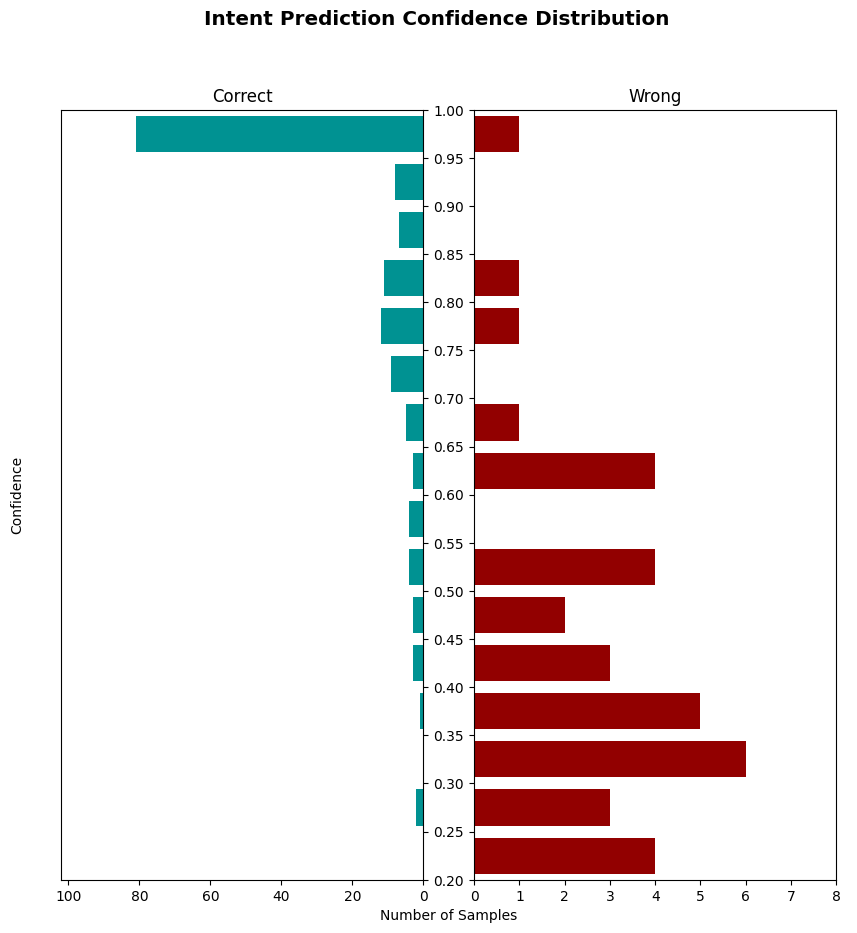 Intent Prediction Confidence Distribution
Correct
Wrong
1.00
0.95
0.90
0.85
0.80
0.75
0.70
0.65
0.60
0.55
0.50
0.45
0.40
0.35
0.30
0.25
0.20
Confidence
100 80 60 40 20 0
0 1 2 3 4 5 6 7 8
Number of Samples